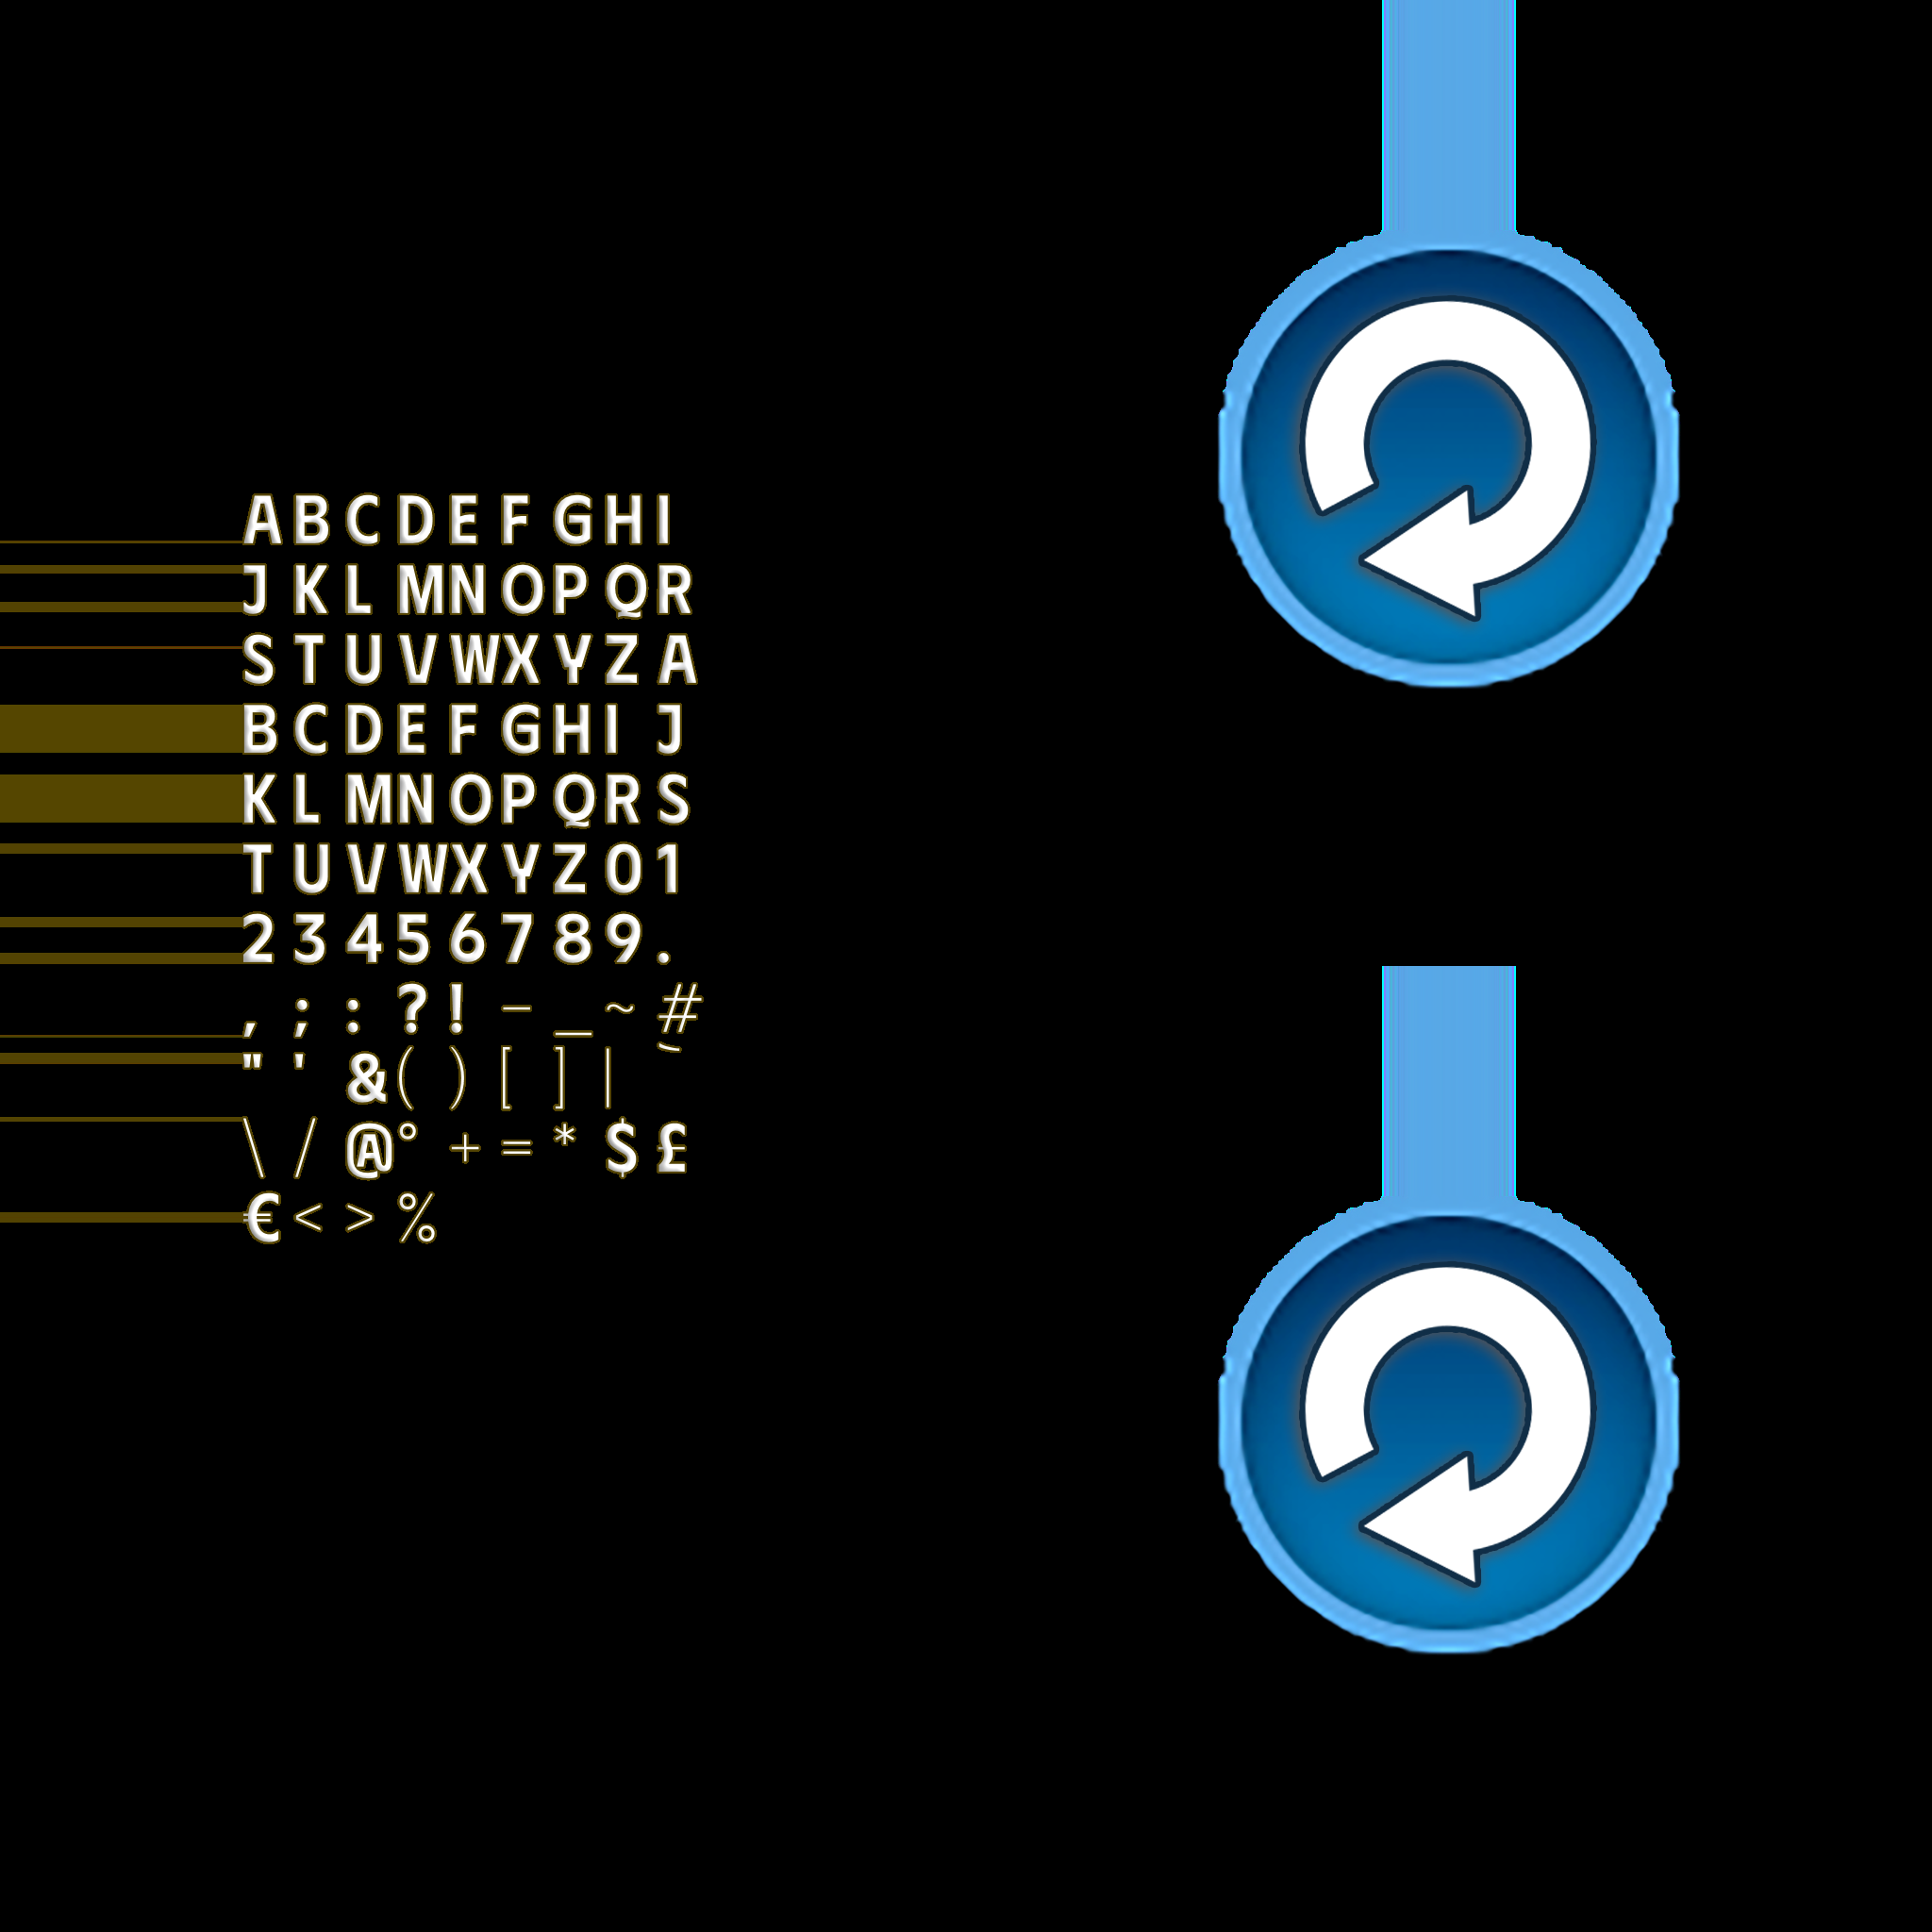 ABCDEFGHI
JKLMNOPQR
STUVWXYZA
BCDEFGHIJ
KLMNOPQRS
TUVWXYZ01
23456789.
,;:?!-_~#
"'&()[]|~
\/@°+=*$£
€<>%